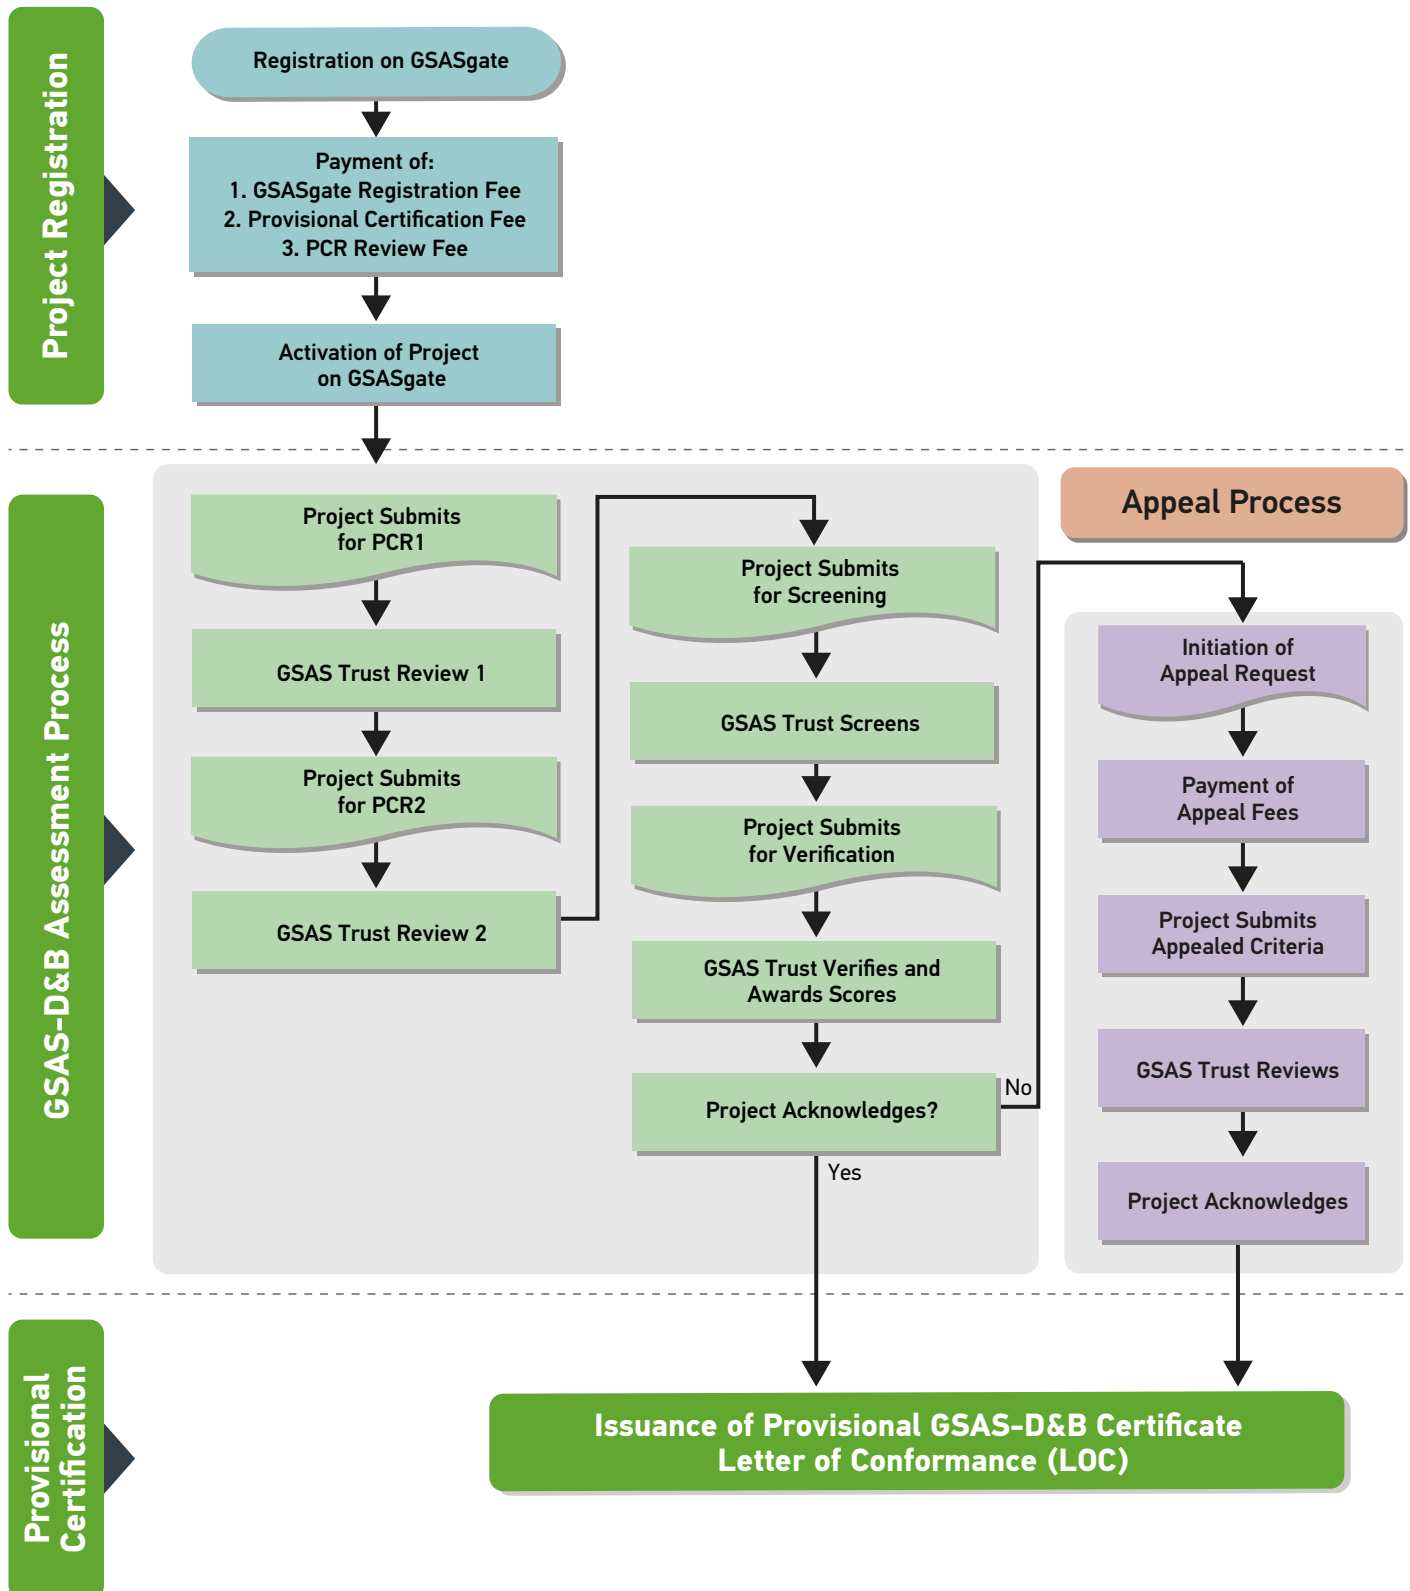 Project Registration
Registration on GSASgate
Payment of:
1. GSASgate Registration Fee
2. Provisional Certification Fee
3. PCR Review Fee
Activation of Project
on GSASgate
GSAS-D&B Assessment Process
Project Submits
for PCR1
GSAS Trust Review 1
Project Submits
for PCR2
GSAS Trust Review 2
Project Submits
for Screening
GSAS Trust Screens
Project Submits
for Verification
GSAS Trust Verifies and
Awards Scores
Project Acknowledges?
No
Yes
Appeal Process
Initiation of
Appeal Request
Payment of
Appeal Fees
Project Submits
Appealed Criteria
GSAS Trust Reviews
Project Acknowledges
Provisional
Certification
Issuance of Provisional GSAS-D&B Certificate
Letter of Conformance (LOC)